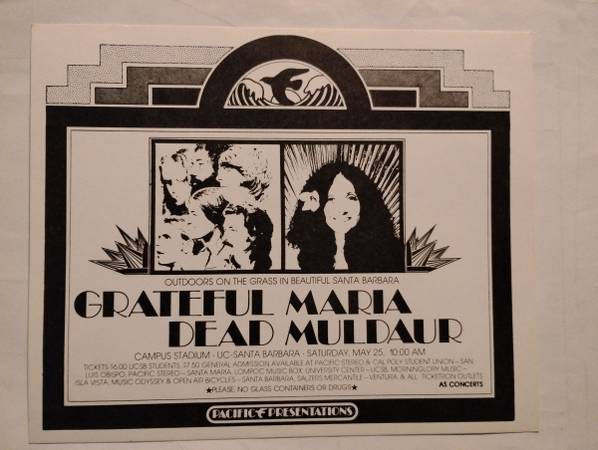 OUTDOORS ON THE GRASS IN BEAUTIFUL SANTA BARBARA
GRATEFUL MARIA
DEAD MULDAUR
CAMPUS STADIUM · UC-SANTA BARBARA · SATURDAY, MAY 25, 10:00 AM
TICKETS $6.00 UCSB STUDENTS, $7.50 GENERAL ADMISSION AVAILABLE AT PACIFIC STEREO & CAL POLY STUDENT UNION—SAN
LUIS OBISPO, PACIFIC STEREO—SANTA MARIA, LOMPOC MUSIC BOX, UNIVERSITY CENTER—UCSB, MORNINGLORY MUSIC—
ISLA VISTA, MUSIC ODYSSEY & OPEN AIR BICYCLES—SANTA BARBARA, SALZERS MERCANTILE—VENTURA, & ALL TICKETRON OUTLETS
AS CONCERTS
★PLEASE, NO GLASS CONTAINERS OR DRUGS★
PACIFIC PRESENTATIONS